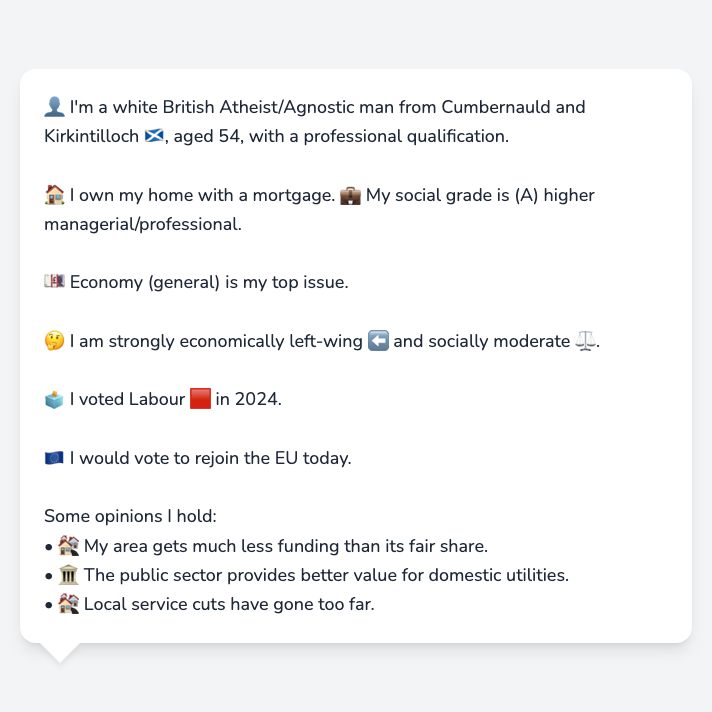 👤 I'm a white British Atheist/Agnostic man from Cumbernauld and
Kirkintilloch 🏴󠁧󠁢󠁳󠁣󠁴󠁿, aged 54, with a professional qualification.
🏠 I own my home with a mortgage. 💼 My social grade is (A) higher
managerial/professional.
💷 Economy (general) is my top issue.
🤔 I am strongly economically left-wing ⬅️ and socially moderate ⚖️.
🗳️ I voted Labour 🟥 in 2024.
🇪🇺 I would vote to rejoin the EU today.
Some opinions I hold:
• 🏘️ My area gets much less funding than its fair share.
• 🏛️ The public sector provides better value for domestic utilities.
• 🏘️ Local service cuts have gone too far.